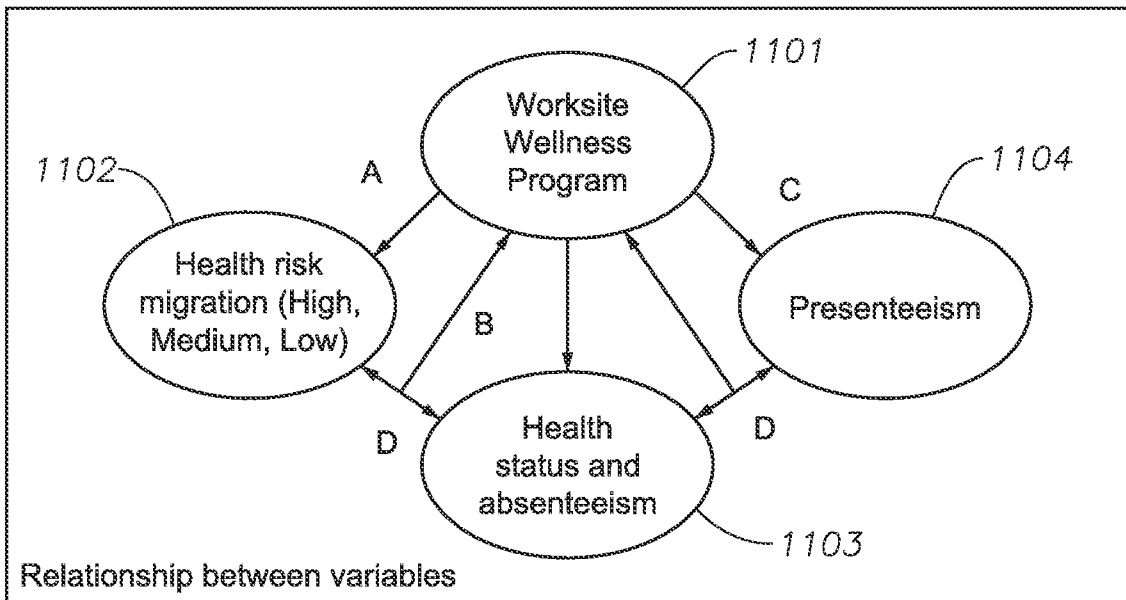 1101
Worksite
Wellness
Program
1102
A
C
1104
Health risk
migration (High,
Medium, Low)
B
Presenteeism
D
D
Health
status and
absenteeism
1103
Relationship between variables